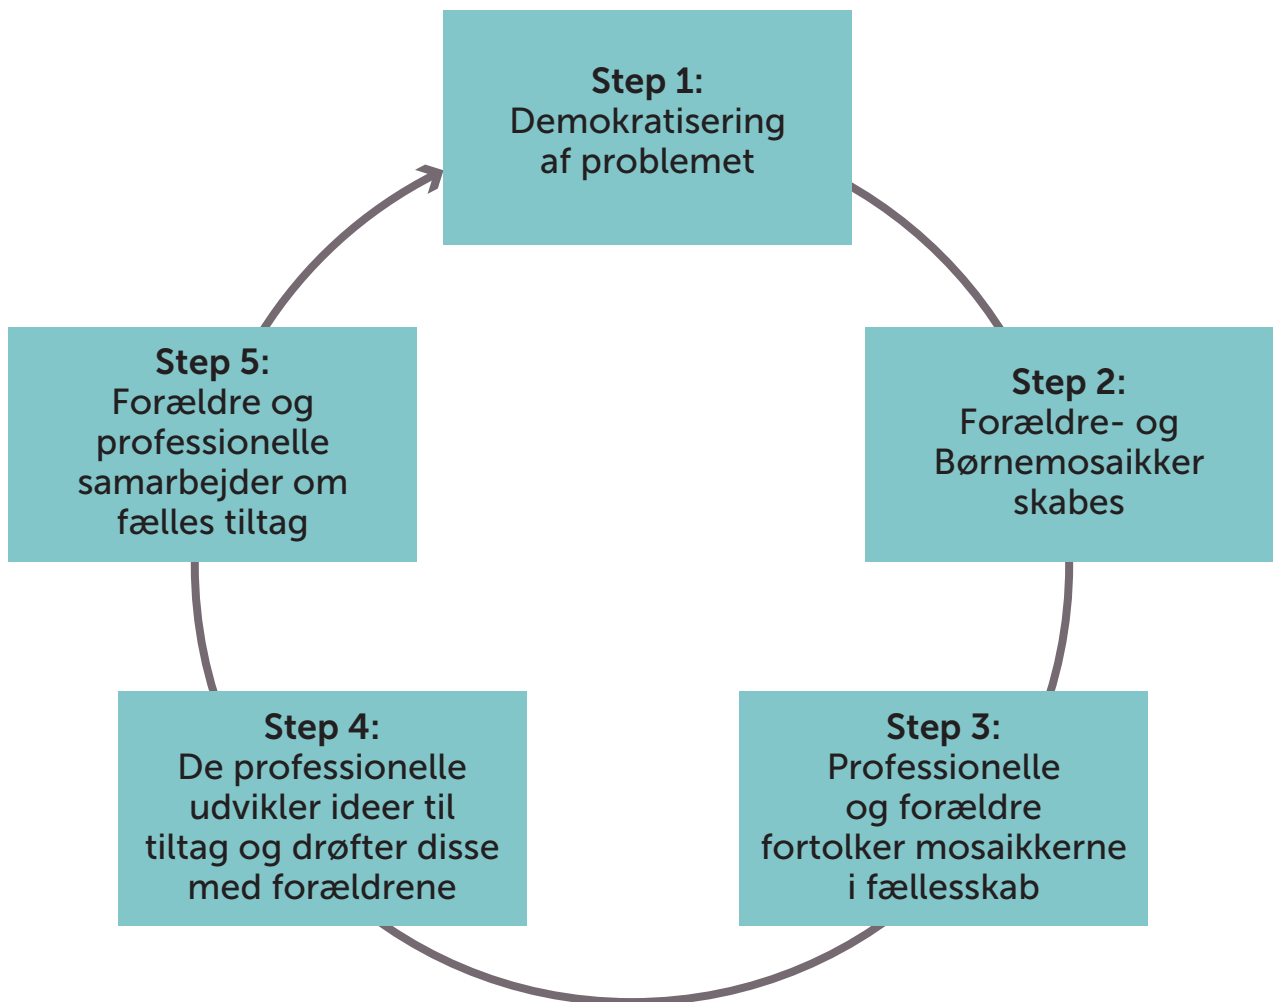 Step 1:
Demokratisering
af problemet
Step 2:
Forældre- og
Børnemosaikker
skabes
Step 3:
Professionelle
og forældre
fortolker mosaikkerne
i fællesskab
Step 4:
De professionelle
udvikler ideer til
tiltag og drøfter disse
med forældrene
Step 5:
Forældre og
professionelle
samarbejder om
fælles tiltag